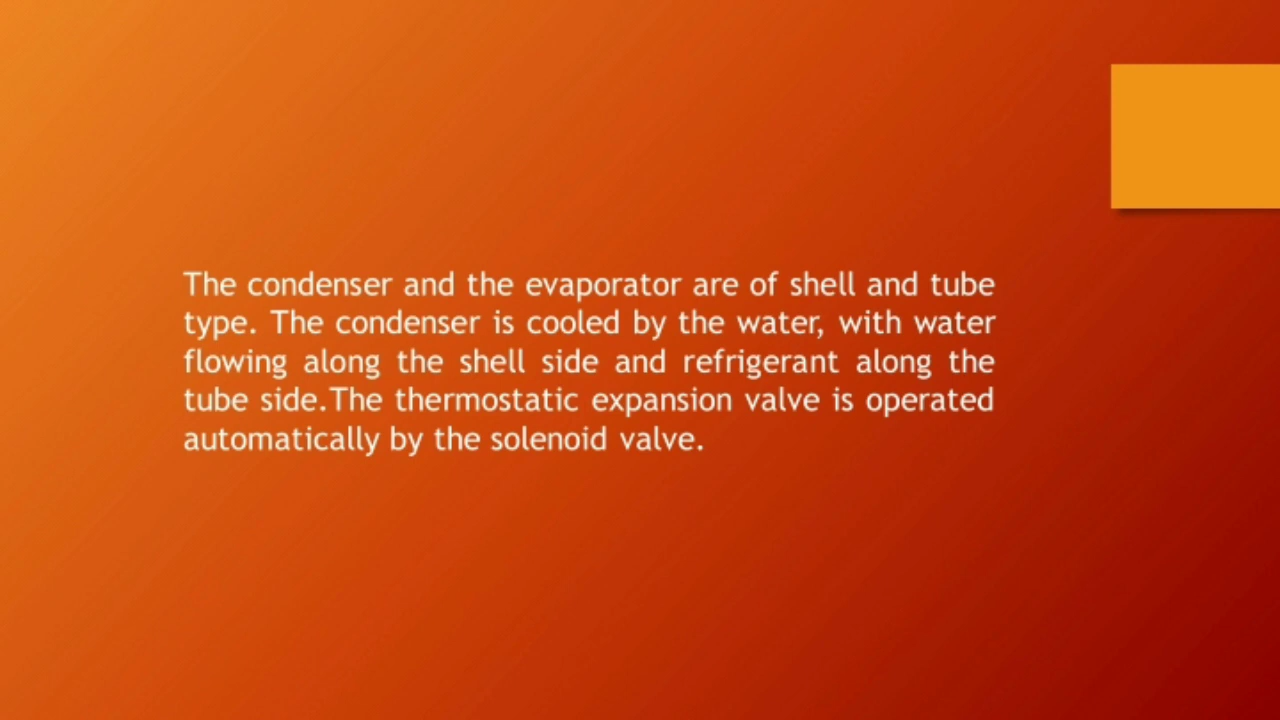 The condenser and the evaporator are of shell and tube
type. The condenser is cooled by the water, with water
flowing along the shell side and refrigerant along the
tube side.The thermostatic expansion valve is operated
automatically by the solenoid valve.